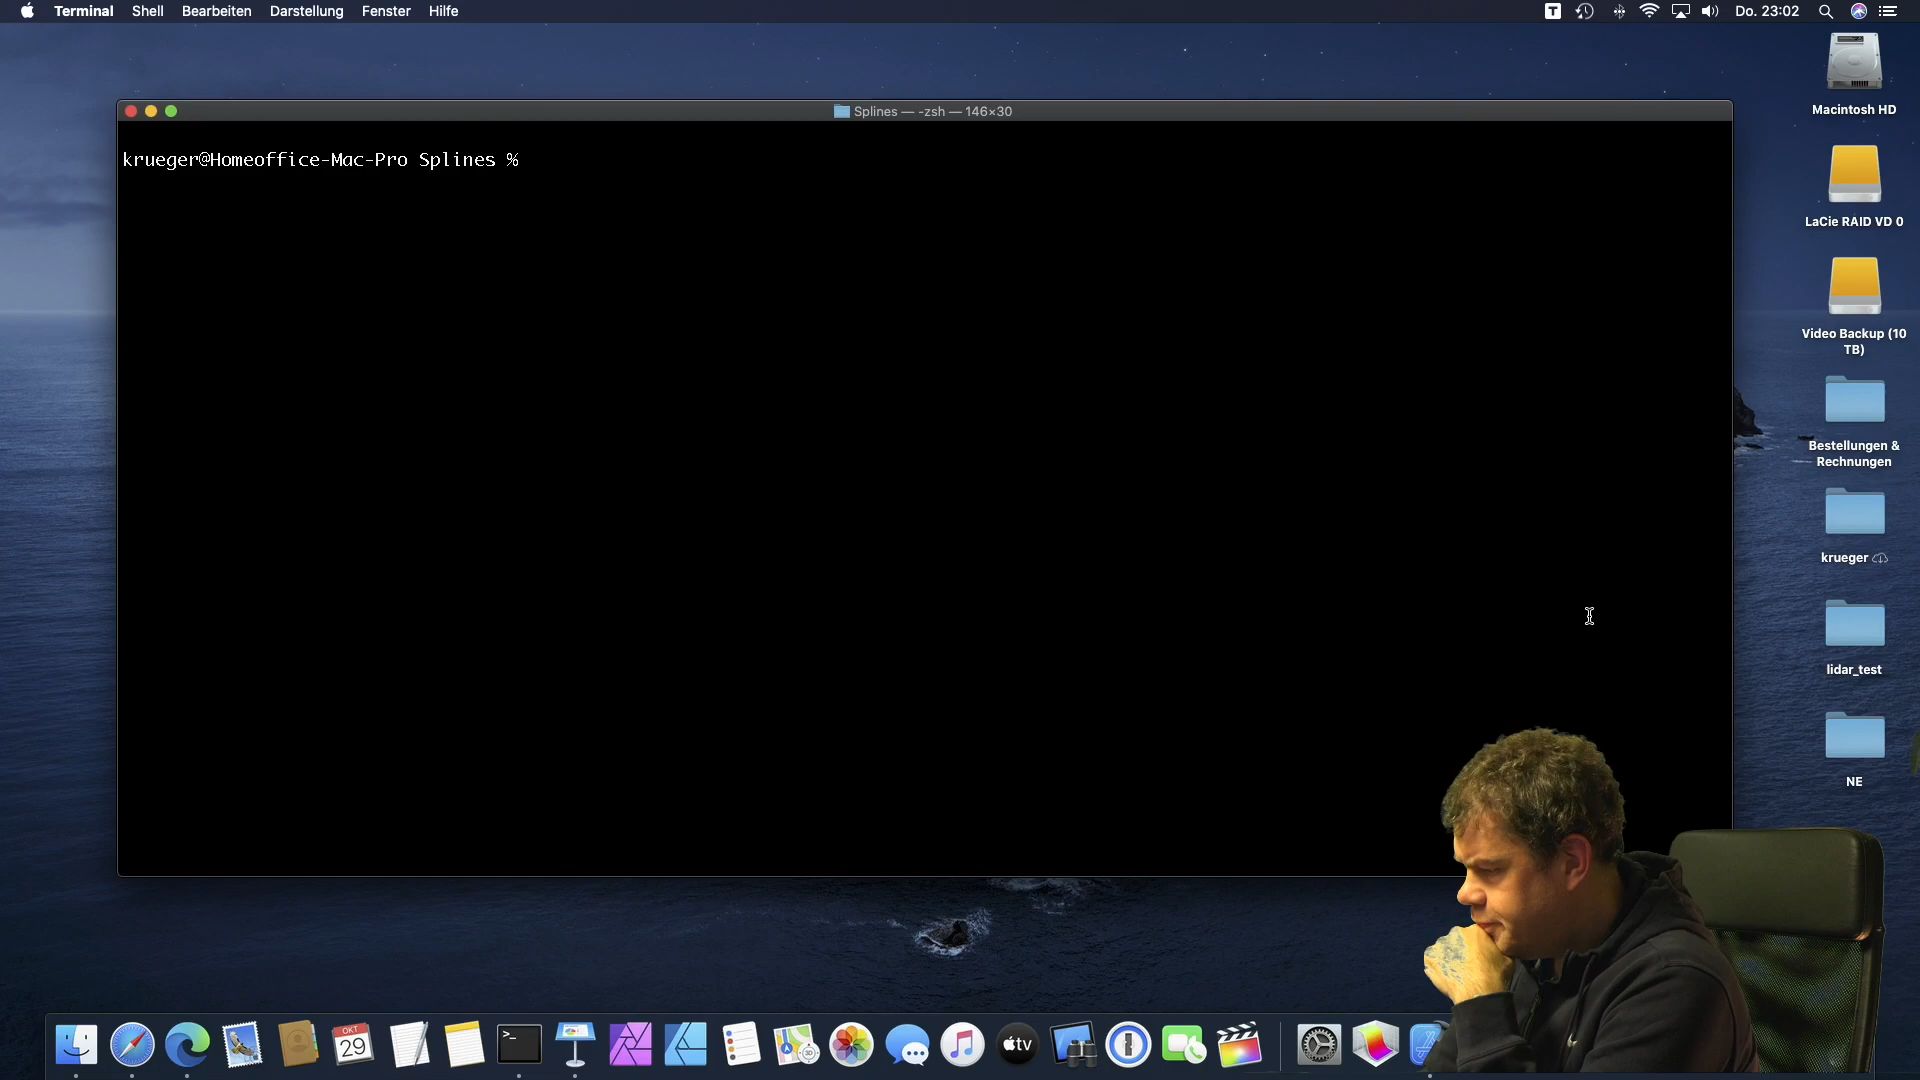 Terminal Shell Bearbeiten Darstellung Fenster Hilfe
T
Do. 23:02
Splines — -zsh — 146×30
krueger@Homeoffice-Mac-Pro Splines %
Macintosh HD
LaCie RAID VD 0
Video Backup (10
TB)
Bestellungen &
Rechnungen
krueger
lidar_test
NE
OKT
29
>_
3D
tv